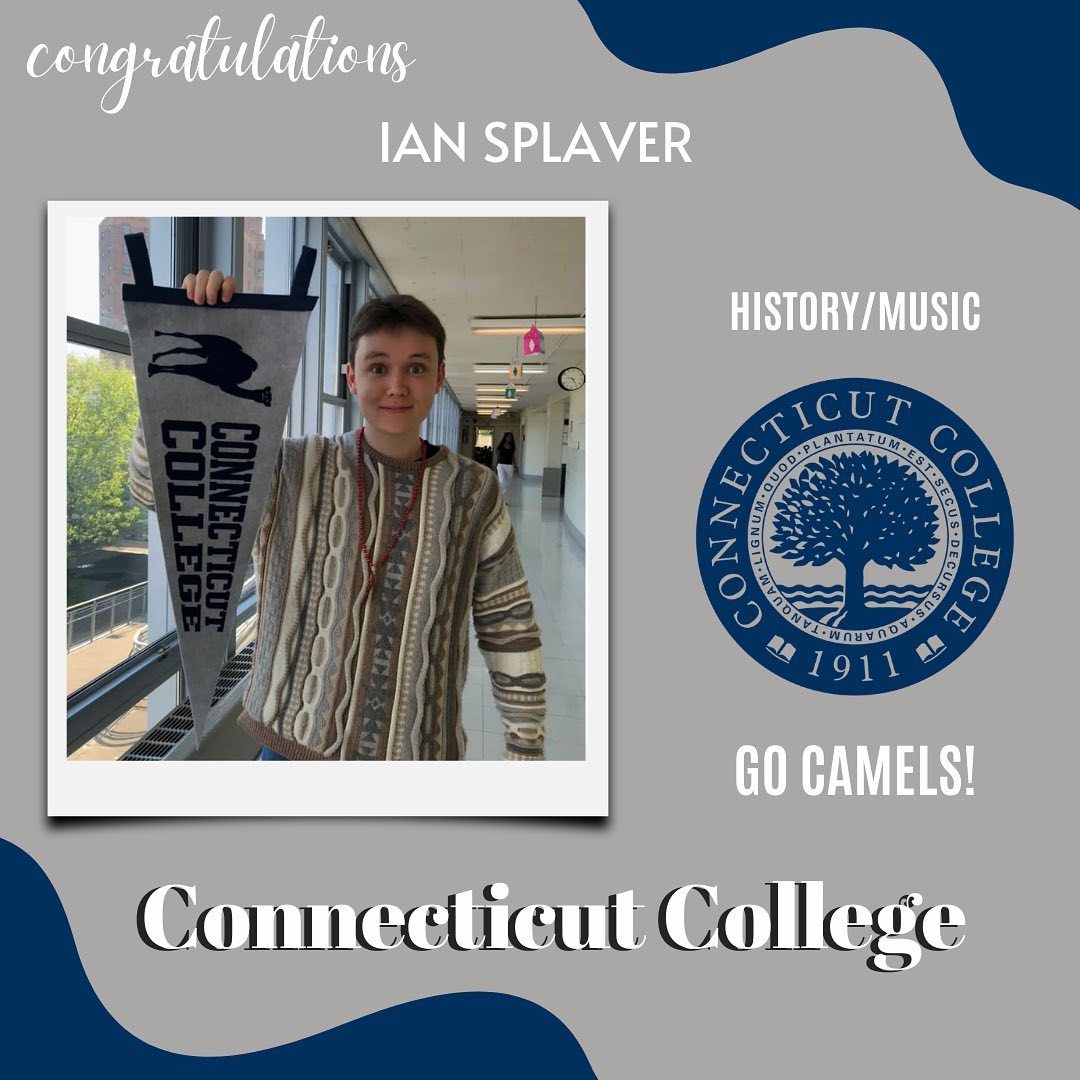 congratulations
IAN SPLAVER
CONNECTICUT
COLLEGE
HISTORY/MUSIC
CONNECTICUT COLLEGE
TANQUAM·LIGNUM·QUOD·PLANTATUM·EST·SECUS·DECURSUS·AQUARUM
1911
GO CAMELS!
Connecticut College